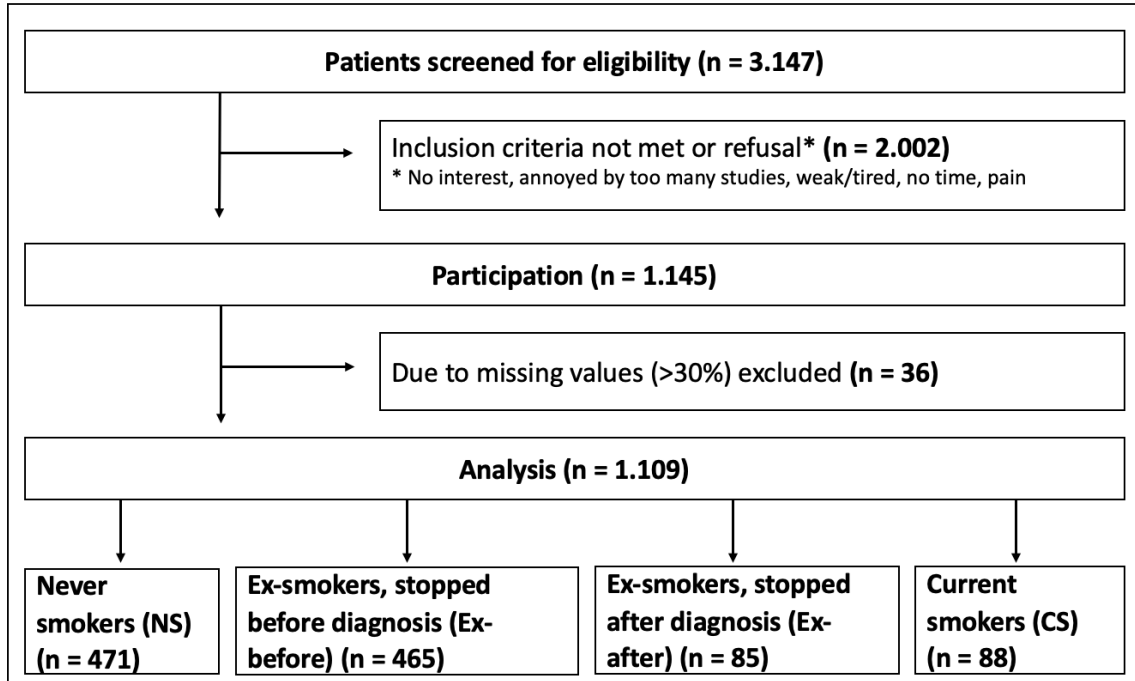 Patients screened for eligibility (n = 3.147)
Inclusion criteria not met or refusal* (n = 2.002)
* No interest, annoyed by too many studies, weak/tired, no time, pain
Participation (n = 1.145)
Due to missing values (>30%) excluded (n = 36)
Analysis (n = 1.109)
Never
smokers (NS)
(n = 471)
Ex-smokers, stopped
before diagnosis (Ex-
before) (n = 465)
Ex-smokers, stopped
after diagnosis (Ex-
after) (n = 85)
Current
smokers (CS)
(n = 88)